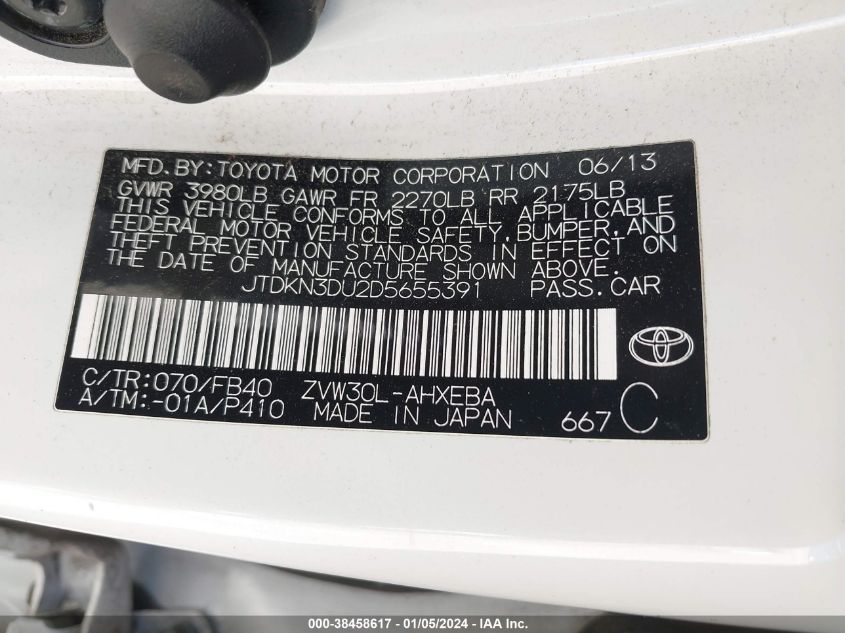 MFD.BY:TOYOTA MOTOR CORPORATION 06/13
GVWR 3980LB GAWR FR 2270LB RR 2175LB
THIS VEHICLE CONFORMS TO ALL APPLICABLE
FEDERAL MOTOR VEHICLE SAFETY,BUMPER,AND
THEFT PREVENTION STANDARDS IN EFFECT ON
THE DATE OF MANUFACTURE SHOWN ABOVE.
JTDKN3DU2D5655391 PASS.CAR
C/TR:070/FB40 ZVW30L-AHXEBA
A/TM:-01A/P410 MADE IN JAPAN 667 C
000-38458617 - 01/05/2024 - IAA Inc.